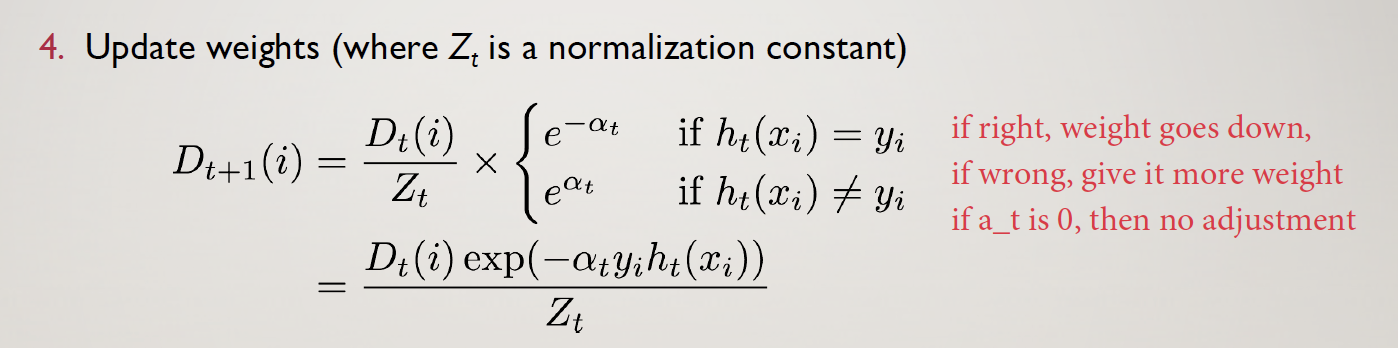 4. Update weights (where Z_t is a normalization constant)
D_{t+1}(i) = \frac{D_t(i)}{Z_t} \times \begin{cases} e^{-\alpha_t} & \text{if } h_t(x_i) = y_i \\ e^{\alpha_t} & \text{if } h_t(x_i) \neq y_i \end{cases}
if right, weight goes down,
if wrong, give it more weight
if a_t is 0, then no adjustment
= \frac{D_t(i) \exp(-\alpha_t y_i h_t(x_i))}{Z_t}